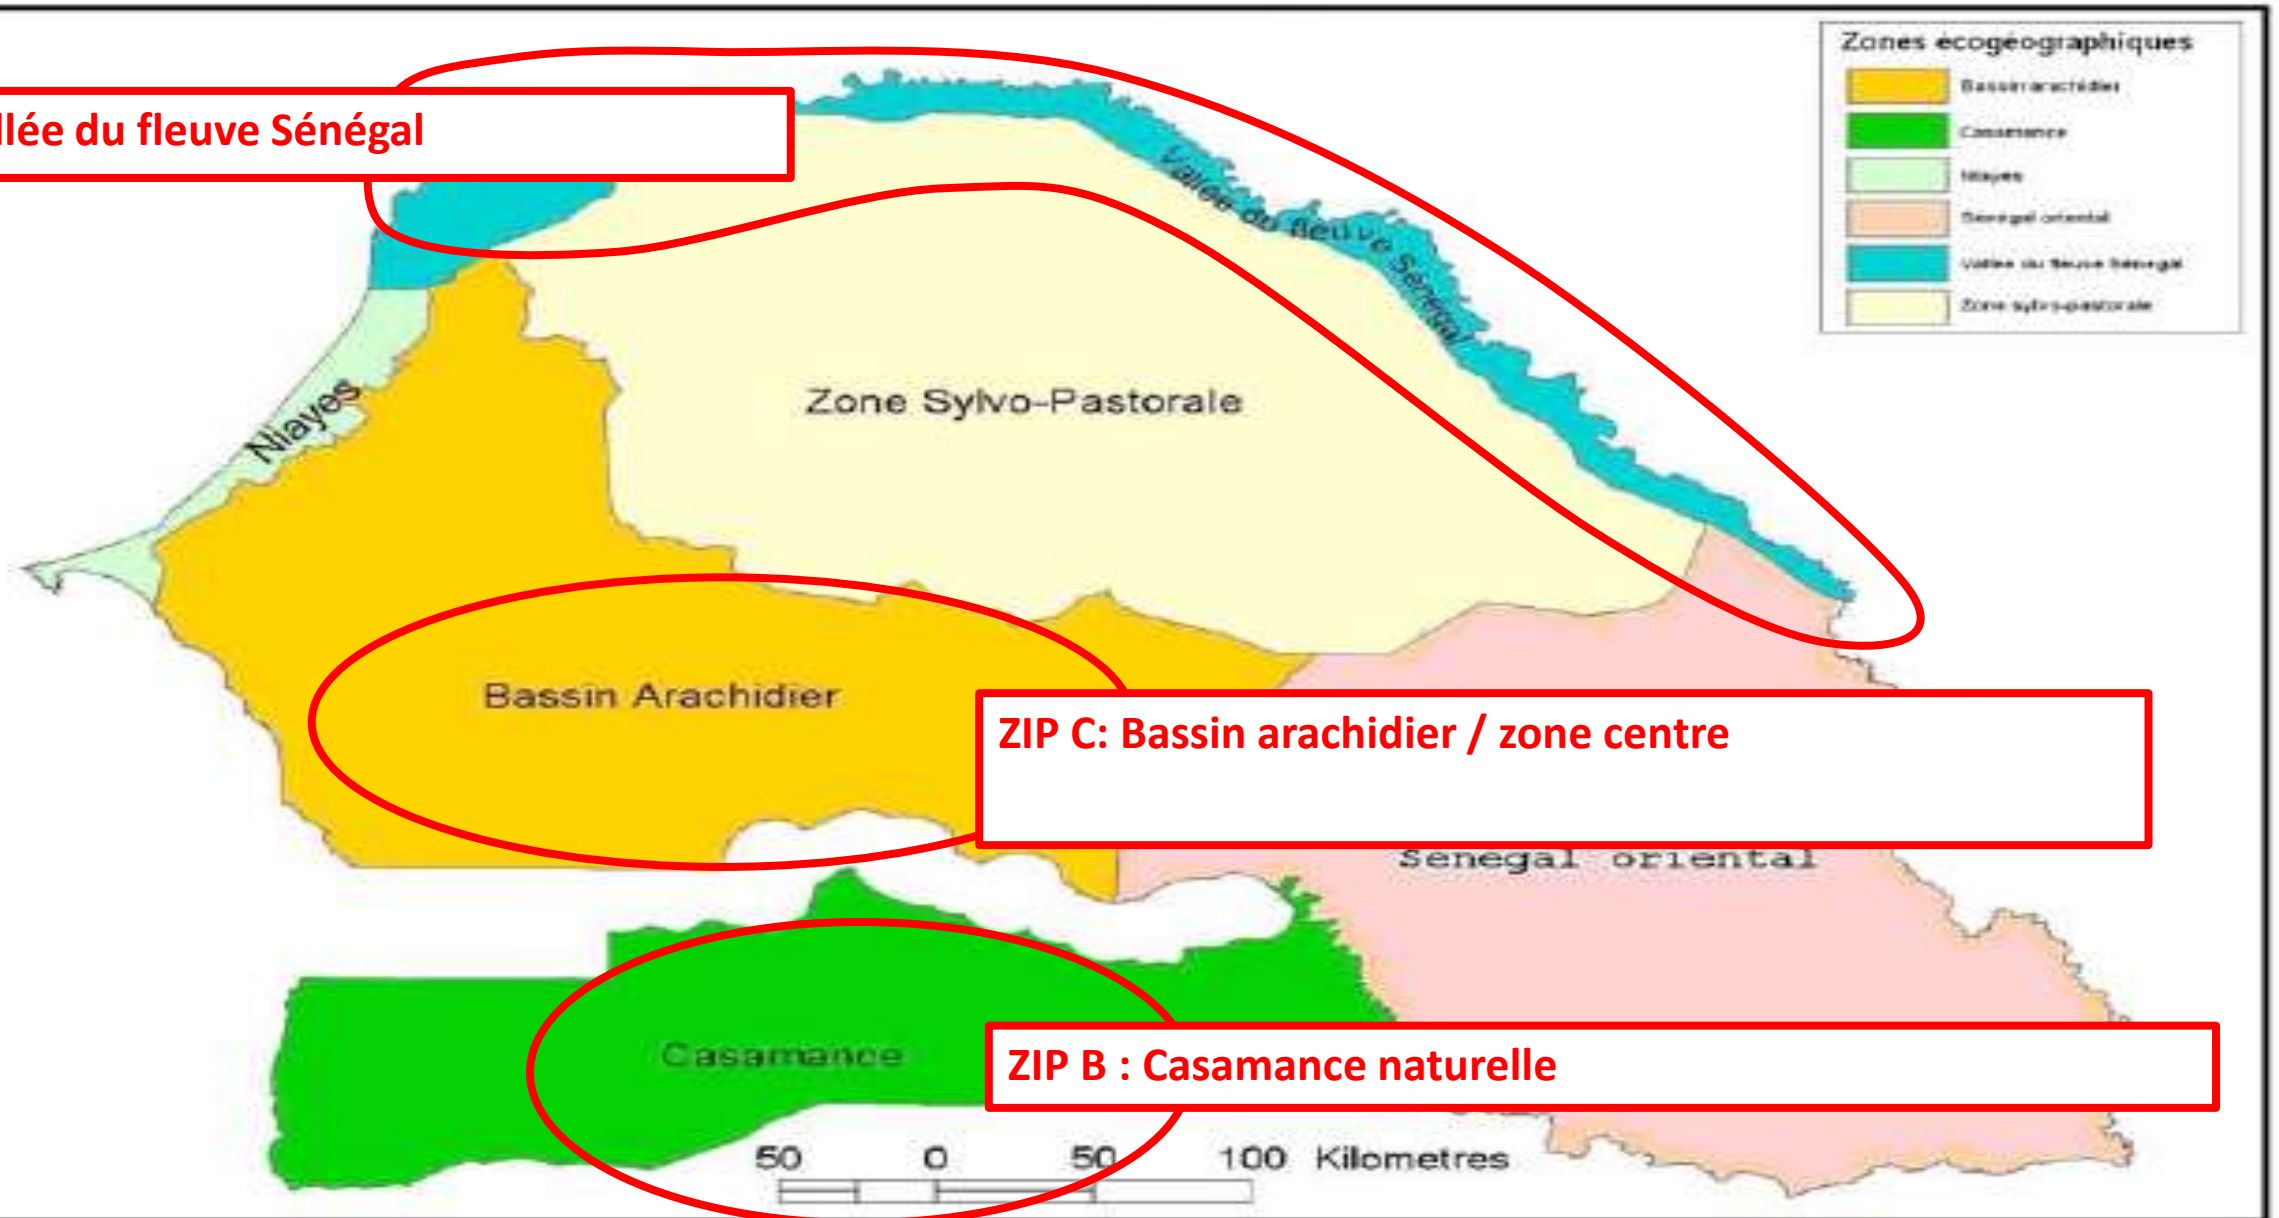 Zones écogéographiques
Bassin arachidier
Casamance
Niayes
Sénégal oriental
Vallée du fleuve Sénégal
Zone sylvo-pastorale
llée du fleuve Sénégal
Vallée du fleuve Sénégal
Niayes
Zone Sylvo-Pastorale
Bassin Arachidier
ZIP C: Bassin arachidier / zone centre
Sénégal oriental
Casamance
ZIP B : Casamance naturelle
50 0 50 100 Kilometres